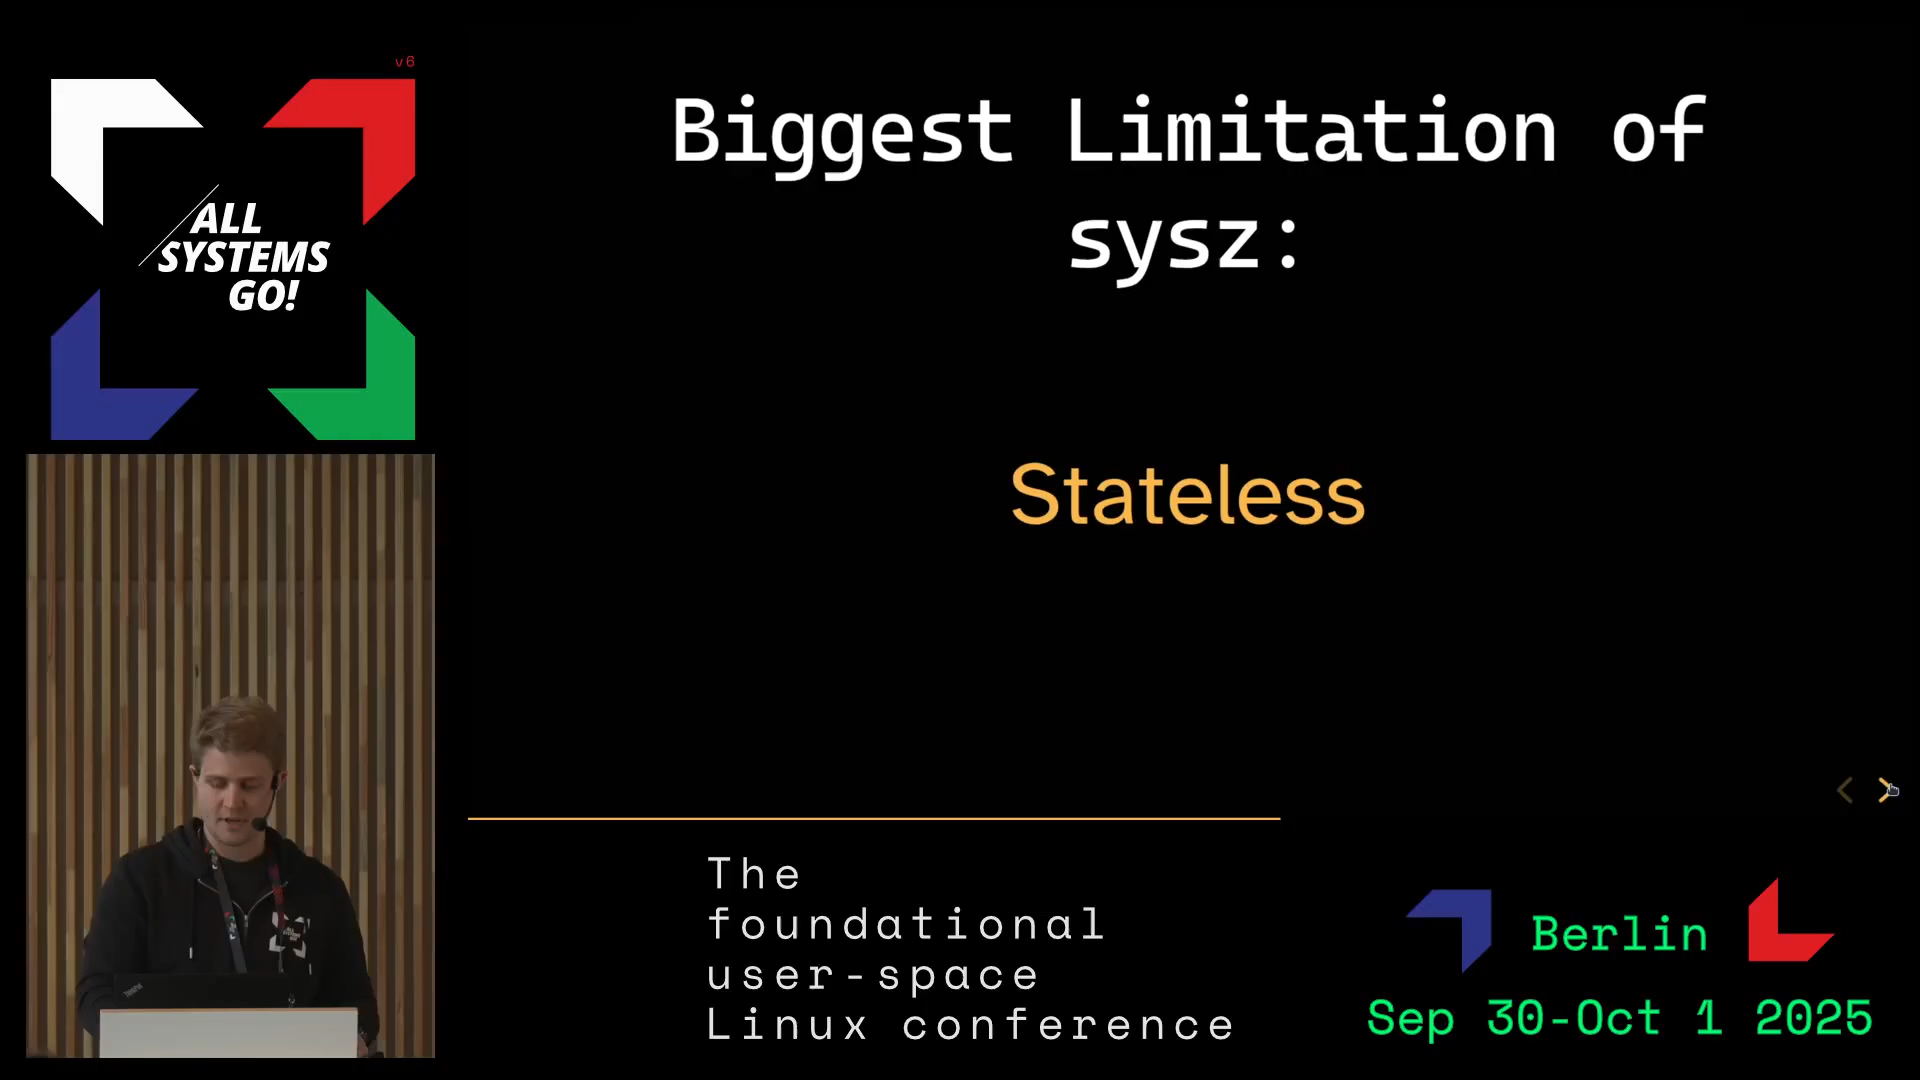 v6
ALL
SYSTEMS
GO!
Biggest Limitation of
sysz:
Stateless
ThinkPad
The
foundational
user-space
Linux conference
Berlin
Sep 30-Oct 1 2025